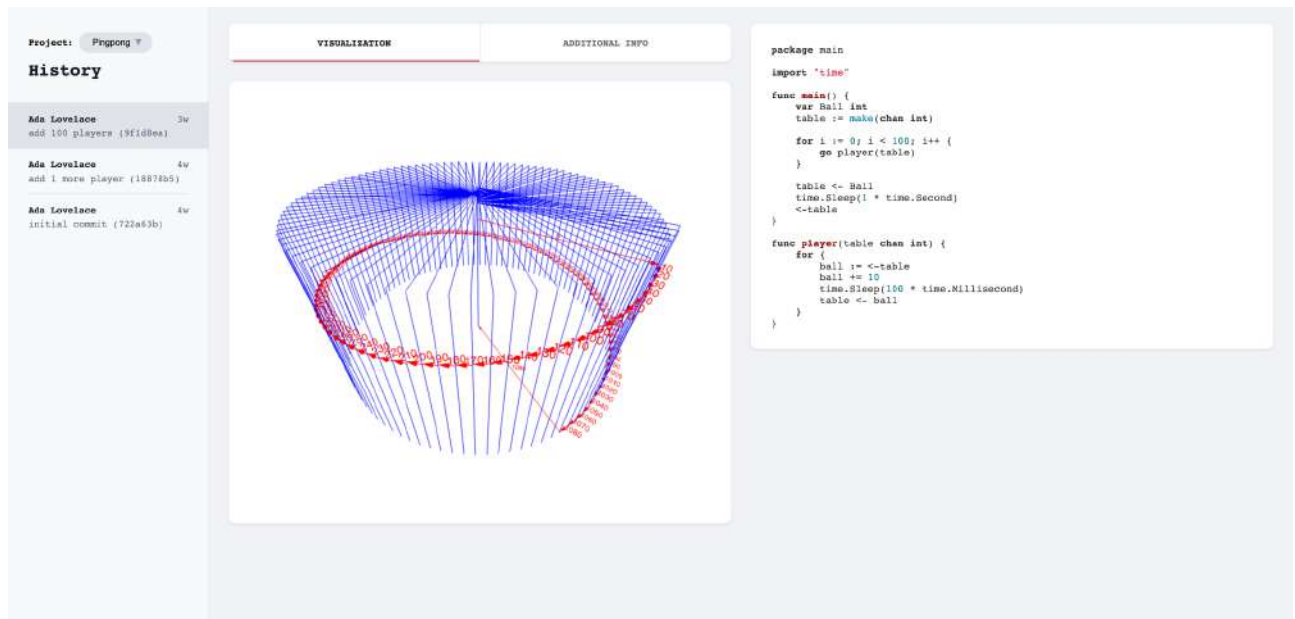 Project: Pingpong ▼
History
Ada Lovelace 3w
add 100 players (9f1d8ea)
Ada Lovelace 4w
add 1 more player (18878b5)
Ada Lovelace 4w
initial commit (722a63b)
VISUALIZATION
ADDITIONAL INFO
package main
import "time"
func main() {
var Ball int
table := make(chan int)
for i := 0; i < 100; i++ {
go player(table)
}
table <- Ball
time.Sleep(1 * time.Second)
<-table
}
func player(table chan int) {
for {
ball := <-table
ball += 10
time.Sleep(100 * time.Millisecond)
table <- ball
}
}